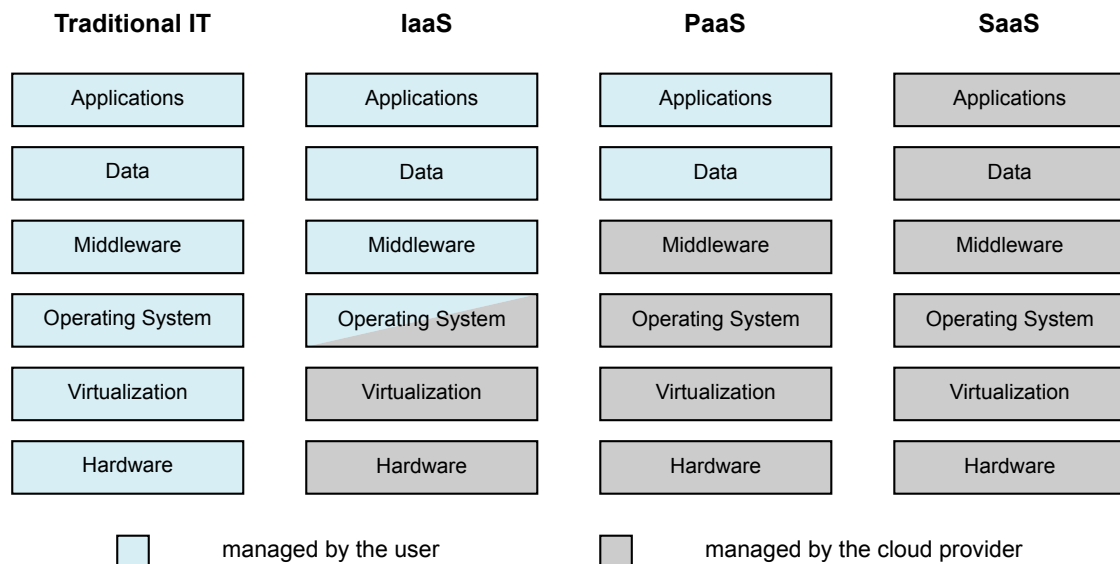 Traditional IT
IaaS
PaaS
SaaS
Applications
Applications
Applications
Applications
Data
Data
Data
Data
Middleware
Middleware
Middleware
Middleware
Operating System
Operating System
Operating System
Operating System
Virtualization
Virtualization
Virtualization
Virtualization
Hardware
Hardware
Hardware
Hardware
managed by the user
managed by the cloud provider